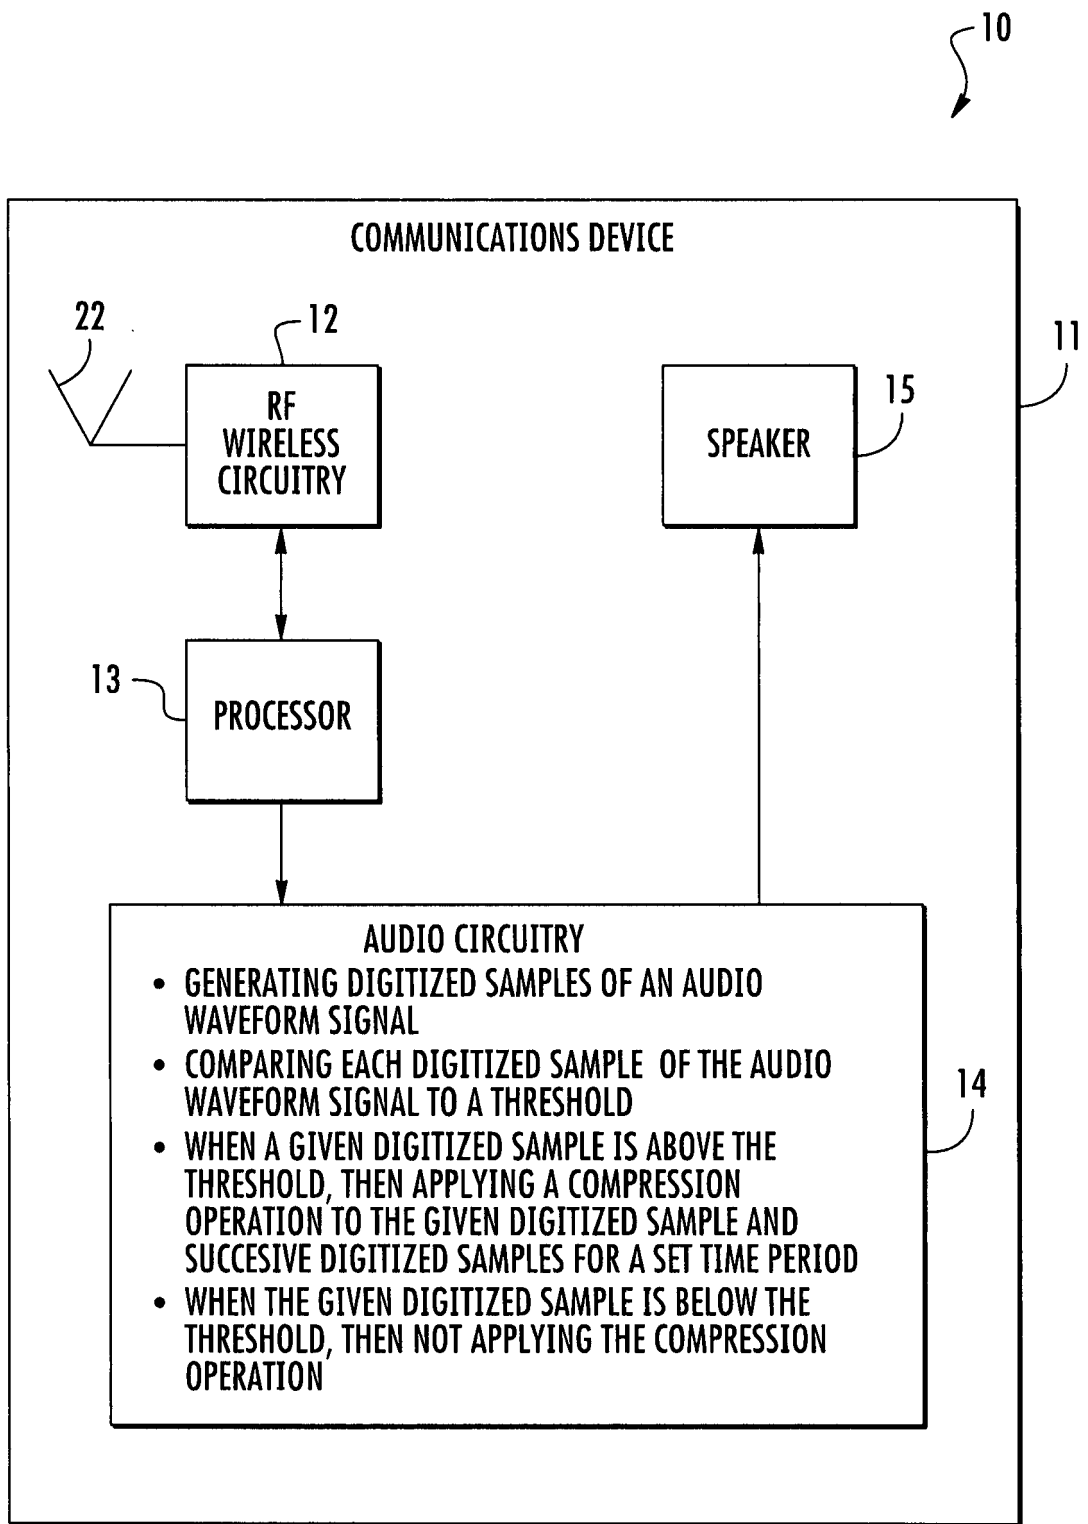 10
COMMUNICATIONS DEVICE
22
12
11
RF
WIRELESS
CIRCUITRY
SPEAKER
15
13
PROCESSOR
AUDIO CIRCUITRY
• GENERATING DIGITIZED SAMPLES OF AN AUDIO
WAVEFORM SIGNAL
• COMPARING EACH DIGITIZED SAMPLE OF THE AUDIO
WAVEFORM SIGNAL TO A THRESHOLD
14
• WHEN A GIVEN DIGITIZED SAMPLE IS ABOVE THE
THRESHOLD, THEN APPLYING A COMPRESSION
OPERATION TO THE GIVEN DIGITIZED SAMPLE AND
SUCCESIVE DIGITIZED SAMPLES FOR A SET TIME PERIOD
• WHEN THE GIVEN DIGITIZED SAMPLE IS BELOW THE
THRESHOLD, THEN NOT APPLYING THE COMPRESSION
OPERATION